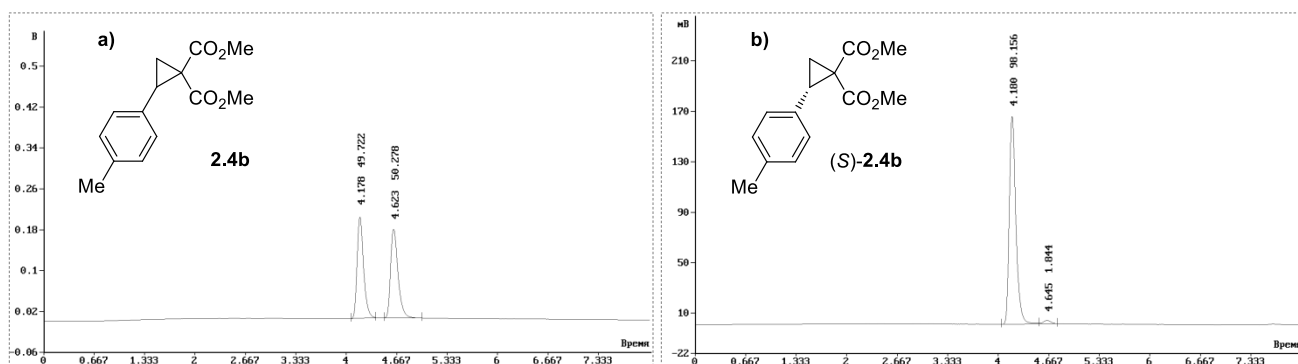 a)
В
CO₂Me
CO₂Me
2.4b
Me
0.5
0.42
0.34
0.26
0.18
0.1
0.02
-0.06
4.178 49.722
4.623 50.278
Время
0 0.667 1.333 2 2.667 3.333 4 4.667 5.333 6 6.667 7.333
b)
мВ
CO₂Me
CO₂Me
(S)-2.4b
Me
210
170
130
90
50
10
-22
4.180 98.156
4.645 1.844
Время
0 0.667 1.333 2 2.667 3.333 4 4.667 5.333 6 6.667 7.333